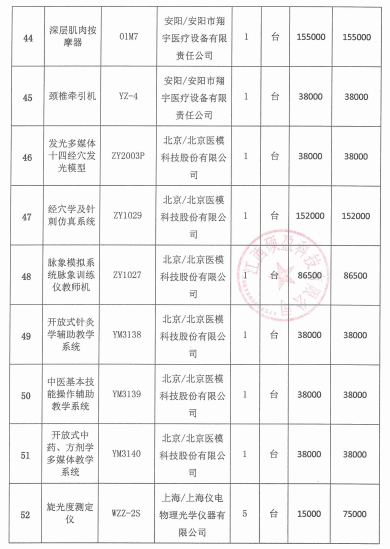 44 深层肌肉按摩器 01M7 安阳/安阳市翔宇医疗设备有限责任公司 1 台 155000 155000
45 颈椎牵引机 YZ-4 安阳/安阳市翔宇医疗设备有限责任公司 1 台 38000 38000
46 发光多媒体十四经穴发光模型 ZY2003P 北京/北京医模科技股份有限公司 1 台 38000 38000
47 经穴学及针刺仿真系统 ZY1029 北京/北京医模科技股份有限公司 1 台 152000 152000
48 脉象模拟系统脉象训练仪教师机 ZY1027 北京/北京医模科技股份有限公司 1 台 86500 86500
49 开放式针灸学辅助教学系统 YM3138 北京/北京医模科技股份有限公司 1 台 38000 38000
50 中医基本技能操作辅助教学系统 YM3139 北京/北京医模科技股份有限公司 1 台 38000 38000
51 开放式中药、方剂学多媒体教学系统 YM3140 北京/北京医模科技股份有限公司 1 台 38000 38000
52 旋光度测定仪 WZZ-2S 上海/上海仪电物理光学仪器有限公司 5 台 15000 75000
江西硕盈科技有限公司